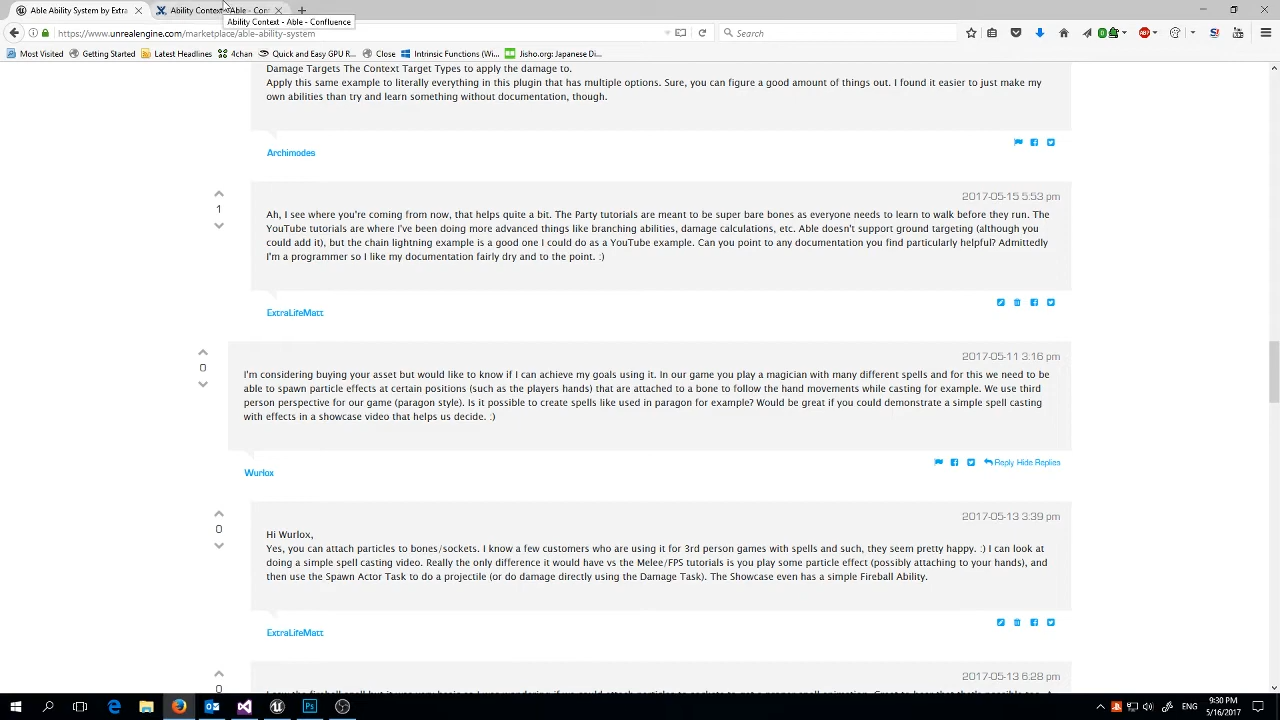 Able Ability System by Extra
Ability Context - Able - Conf
Ability Context - Able - Confluence
https://www.unrealengine.com/marketplace/able-ability-system
Search
Most Visited
Getting Started
Latest Headlines
4chan
Quick and Easy GPU R...
Close
Intrinsic Functions (Wi...
Jisho.org: Japanese Di...
Damage Targets The Context Target Types to apply the damage to.
Apply this same example to literally everything in this plugin that has multiple options. Sure, you can figure a good amount of things out. I found it easier to just make my
own abilities than try and learn something without documentation, though.
Archimodes
2017-05-15 5:53 pm
1
Ah, I see where you're coming from now, that helps quite a bit. The Party tutorials are meant to be super bare bones as everyone needs to learn to walk before they run. The
YouTube tutorials are where I've been doing more advanced things like branching abilities, damage calculations, etc. Able doesn't support ground targeting (although you
could add it), but the chain lightning example is a good one I could do as a YouTube example. Can you point to any documentation you find particularly helpful? Admittedly
I'm a programmer so I like my documentation fairly dry and to the point. :)
ExtraLifeMatt
2017-05-11 3:16 pm
0
I'm considering buying your asset but would like to know if I can achieve my goals using it. In our game you play a magician with many different spells and for this we need to be
able to spawn particle effects at certain positions (such as the players hands) that are attached to a bone to follow the hand movements while casting for example. We use third
person perspective for our game (paragon style). Is it possible to create spells like used in paragon for example? Would be great if you could demonstrate a simple spell casting
with effects in a showcase video that helps us decide. :)
Reply Hide Replies
Wurlox
2017-05-13 3:39 pm
0
Hi Wurlox,
Yes, you can attach particles to bones/sockets. I know a few customers who are using it for 3rd person games with spells and such, they seem pretty happy. :) I can look at
doing a simple spell casting video. Really the only difference it would have vs the Melee/FPS tutorials is you play some particle effect (possibly attaching to your hands), and
then use the Spawn Actor Task to do a projectile (or do damage directly using the Damage Task). The Showcase even has a simple Fireball Ability.
ExtraLifeMatt
2017-05-13 6:28 pm
0
ENG
9:30 PM
5/16/2017